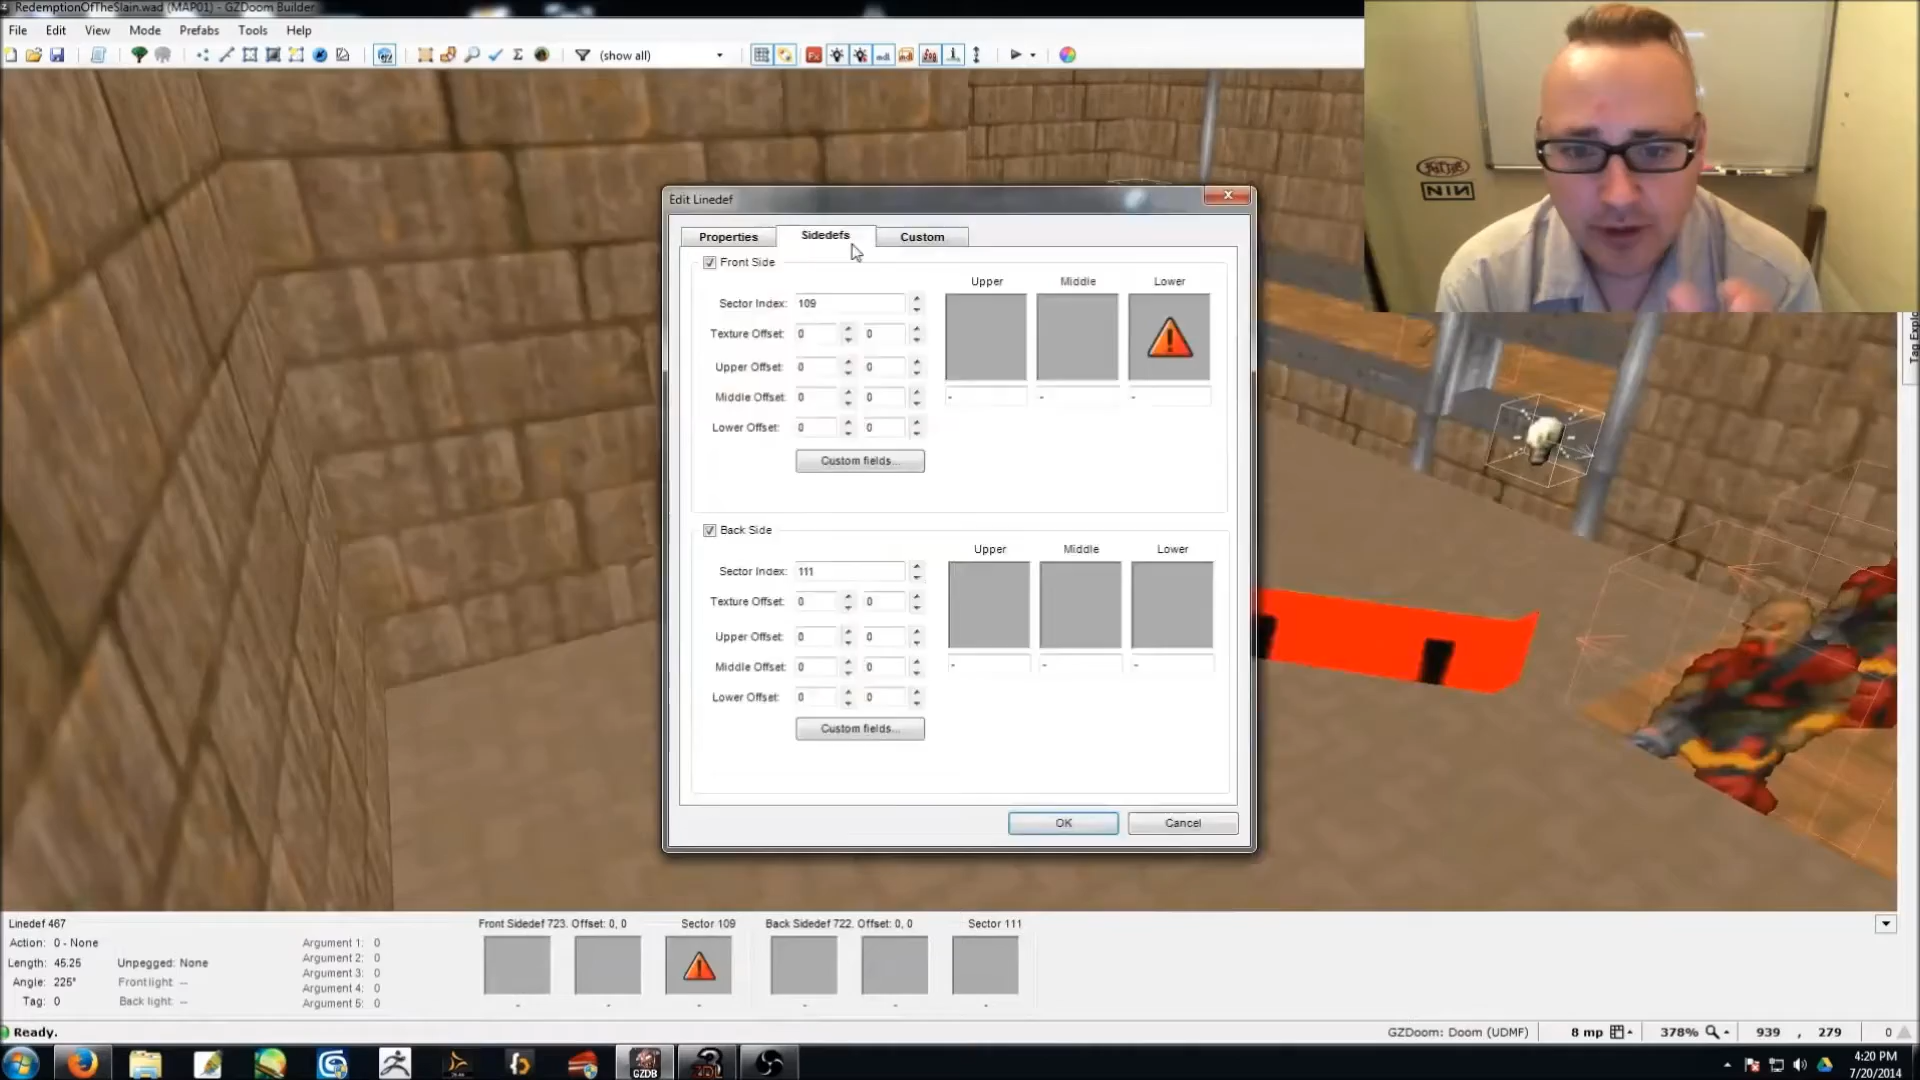 RedemptionOfTheSlain.wad (MAP01) - GZDoom Builder
File Edit View Mode Prefabs Tools Help
(show all)
NIN
Edit Linedef
Properties Sidedefs Custom
Front Side
Upper Middle Lower
Sector Index: 109
Texture Offset: 0 0
Upper Offset: 0 0
Middle Offset: 0 0
- - -
Lower Offset: 0 0
Custom fields...
Back Side
Upper Middle Lower
Sector Index: 111
Texture Offset: 0 0
Upper Offset: 0 0
Middle Offset: 0 0
- - -
Lower Offset: 0 0
Custom fields...
OK Cancel
Linedef 467
Action: 0 - None
Length: 45.25 Unpegged: None
Angle: 225° Frontlight: --
Tag: 0 Back light: --
Argument 1: 0
Argument 2: 0
Argument 3: 0
Argument 4: 0
Argument 5: 0
Front Sidedef 723. Offset: 0, 0 Sector 109
- - -
Back Sidedef 722. Offset: 0, 0 Sector 111
- - -
Ready.
GZDoom: Doom (UDMF) 8 mp 378% 939 , 279 0
GZDB
4:20 PM
7/20/2014